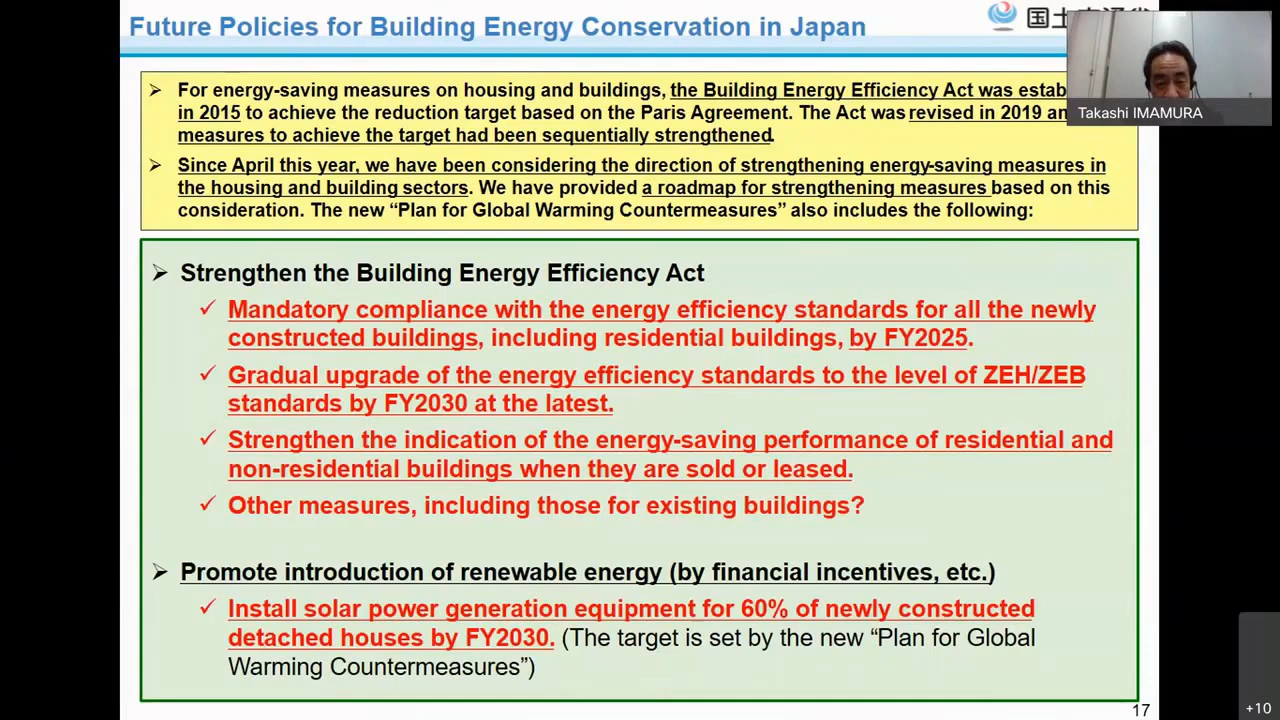 Future Policies for Building Energy Conservation in Japan
国土交通省
Takashi IMAMURA
➢ For energy-saving measures on housing and buildings, the Building Energy Efficiency Act was
in 2015 to achieve the reduction target based on the Paris Agreement. The Act was revised in 2019
measures to achieve the target had been sequentially strengthened.
➢ Since April this year, we have been considering the direction of strengthening energy-saving measures in
the housing and building sectors. We have provided a roadmap for strengthening measures based on this
consideration. The new “Plan for Global Warming Countermeasures” also includes the following:
➢ Strengthen the Building Energy Efficiency Act
✓ Mandatory compliance with the energy efficiency standards for all the newly
constructed buildings, including residential buildings, by FY2025.
✓ Gradual upgrade of the energy efficiency standards to the level of ZEH/ZEB
standards by FY2030 at the latest.
✓ Strengthen the indication of the energy-saving performance of residential and
non-residential buildings when they are sold or leased.
✓ Other measures, including those for existing buildings?
➢ Promote introduction of renewable energy (by financial incentives, etc.)
✓ Install solar power generation equipment for 60% of newly constructed
detached houses by FY2030. (The target is set by the new “Plan for Global
Warming Countermeasures”)
17
+10